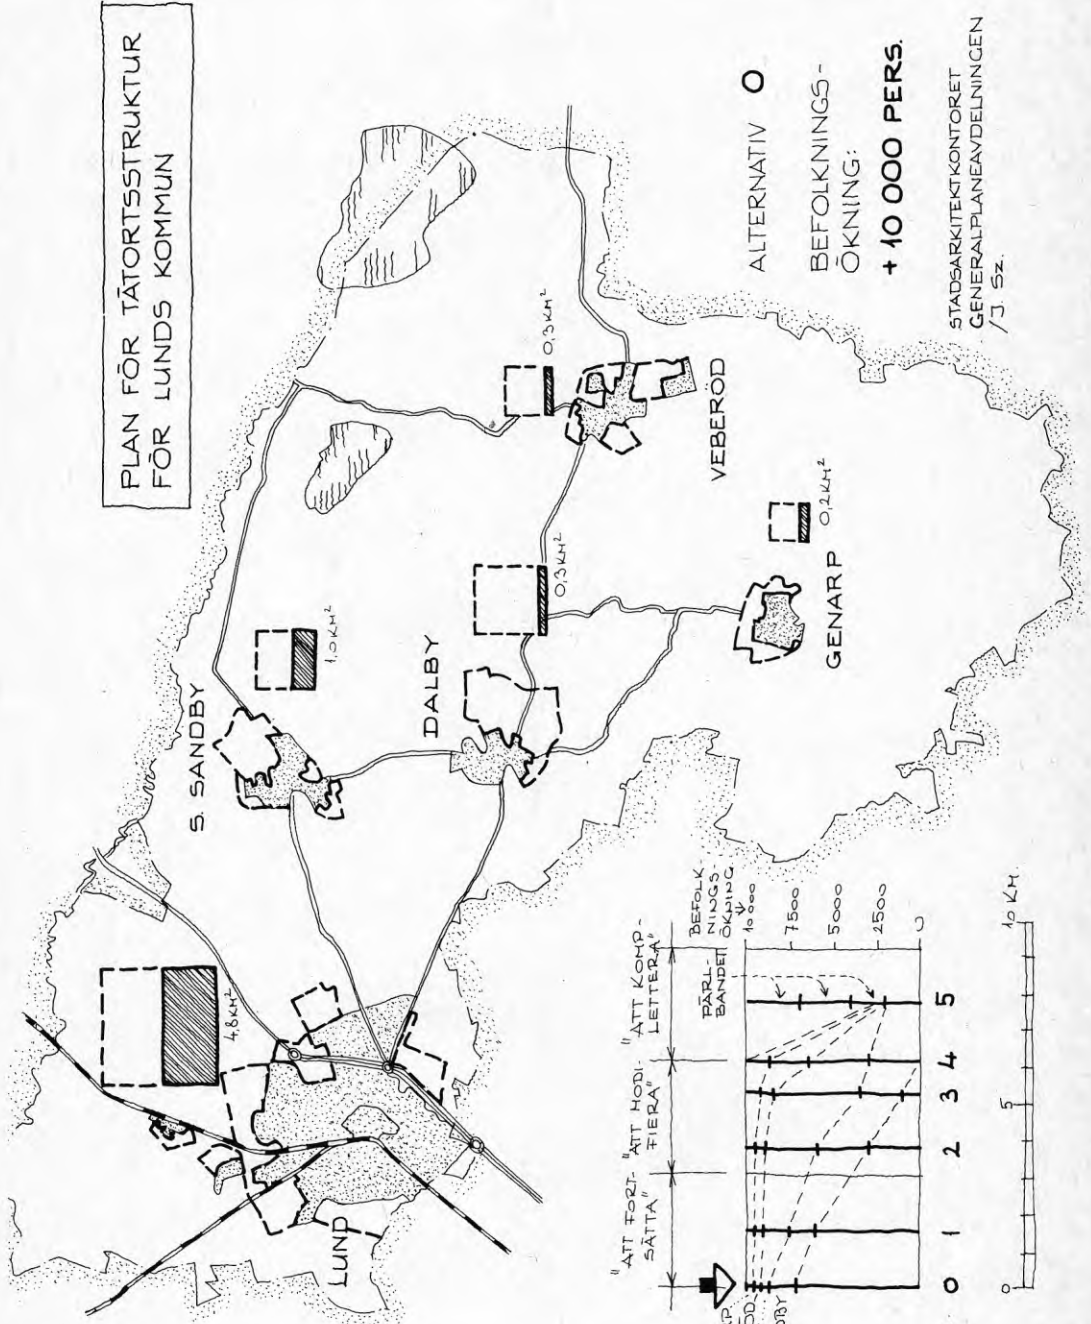 PLAN FÖR TÄTORTSSTRUKTUR
FÖR LUNDS KOMMUN
ALTERNATIV O
BEFOLKNINGS-
ÖKNING:
+10 000 PERS.
STADSARKITEKTKONTORET
GENERALPLANEAVDELNINGEN
/J. Sz.
S. SANDBY
1,0 KM²
DALBY
0,3 KM²
0,3 KM²
VEBERÖD
GENARP
0,2 KM²
LUND
4,8 KM²
"ATT FORT-
SÄTTA"
"ATT MODI-
FIERA"
"ATT KOMP-
LETTERA"
PÄRL-
BANDET
BEFOLK
NINGS-
ÖKNING
10 000
7500
5000
2500
0
0 1 2 3 4 5
0 5 10 KM